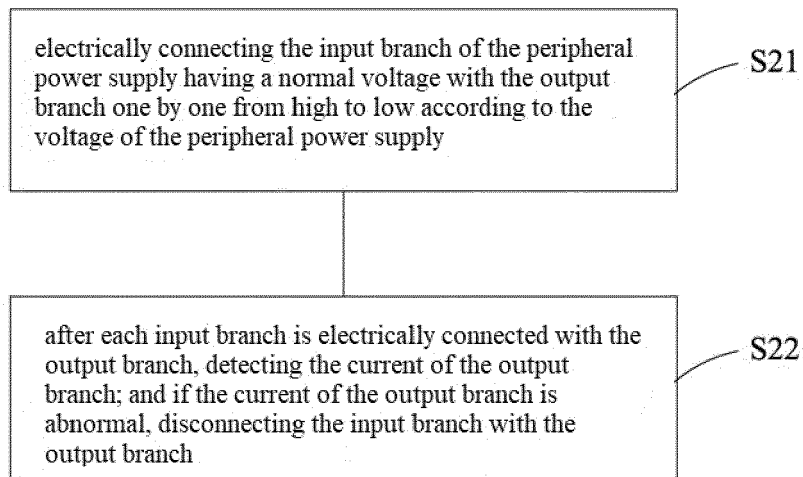 electrically connecting the input branch of the peripheral
power supply having a normal voltage with the output
branch one by one from high to low according to the
voltage of the peripheral power supply
S21
after each input branch is electrically connected with the
output branch, detecting the current of the output
branch; and if the current of the output branch is
abnormal, disconnecting the input branch with the
output branch
S22